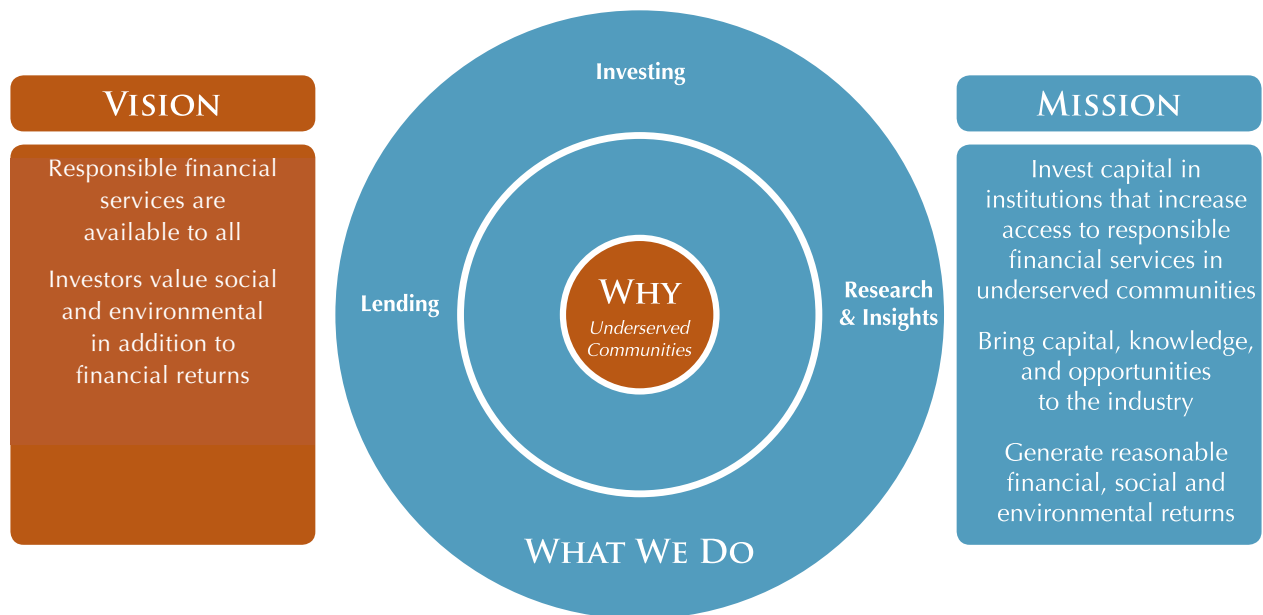 VISION
Responsible financial
services are
available to all
Investors value social
and environmental
in addition to
financial returns
Investing
Lending
WHY
Underserved
Communities
Research
& Insights
WHAT WE DO
MISSION
Invest capital in
institutions that increase
access to responsible
financial services in
underserved communities
Bring capital, knowledge,
and opportunities
to the industry
Generate reasonable
financial, social and
environmental returns